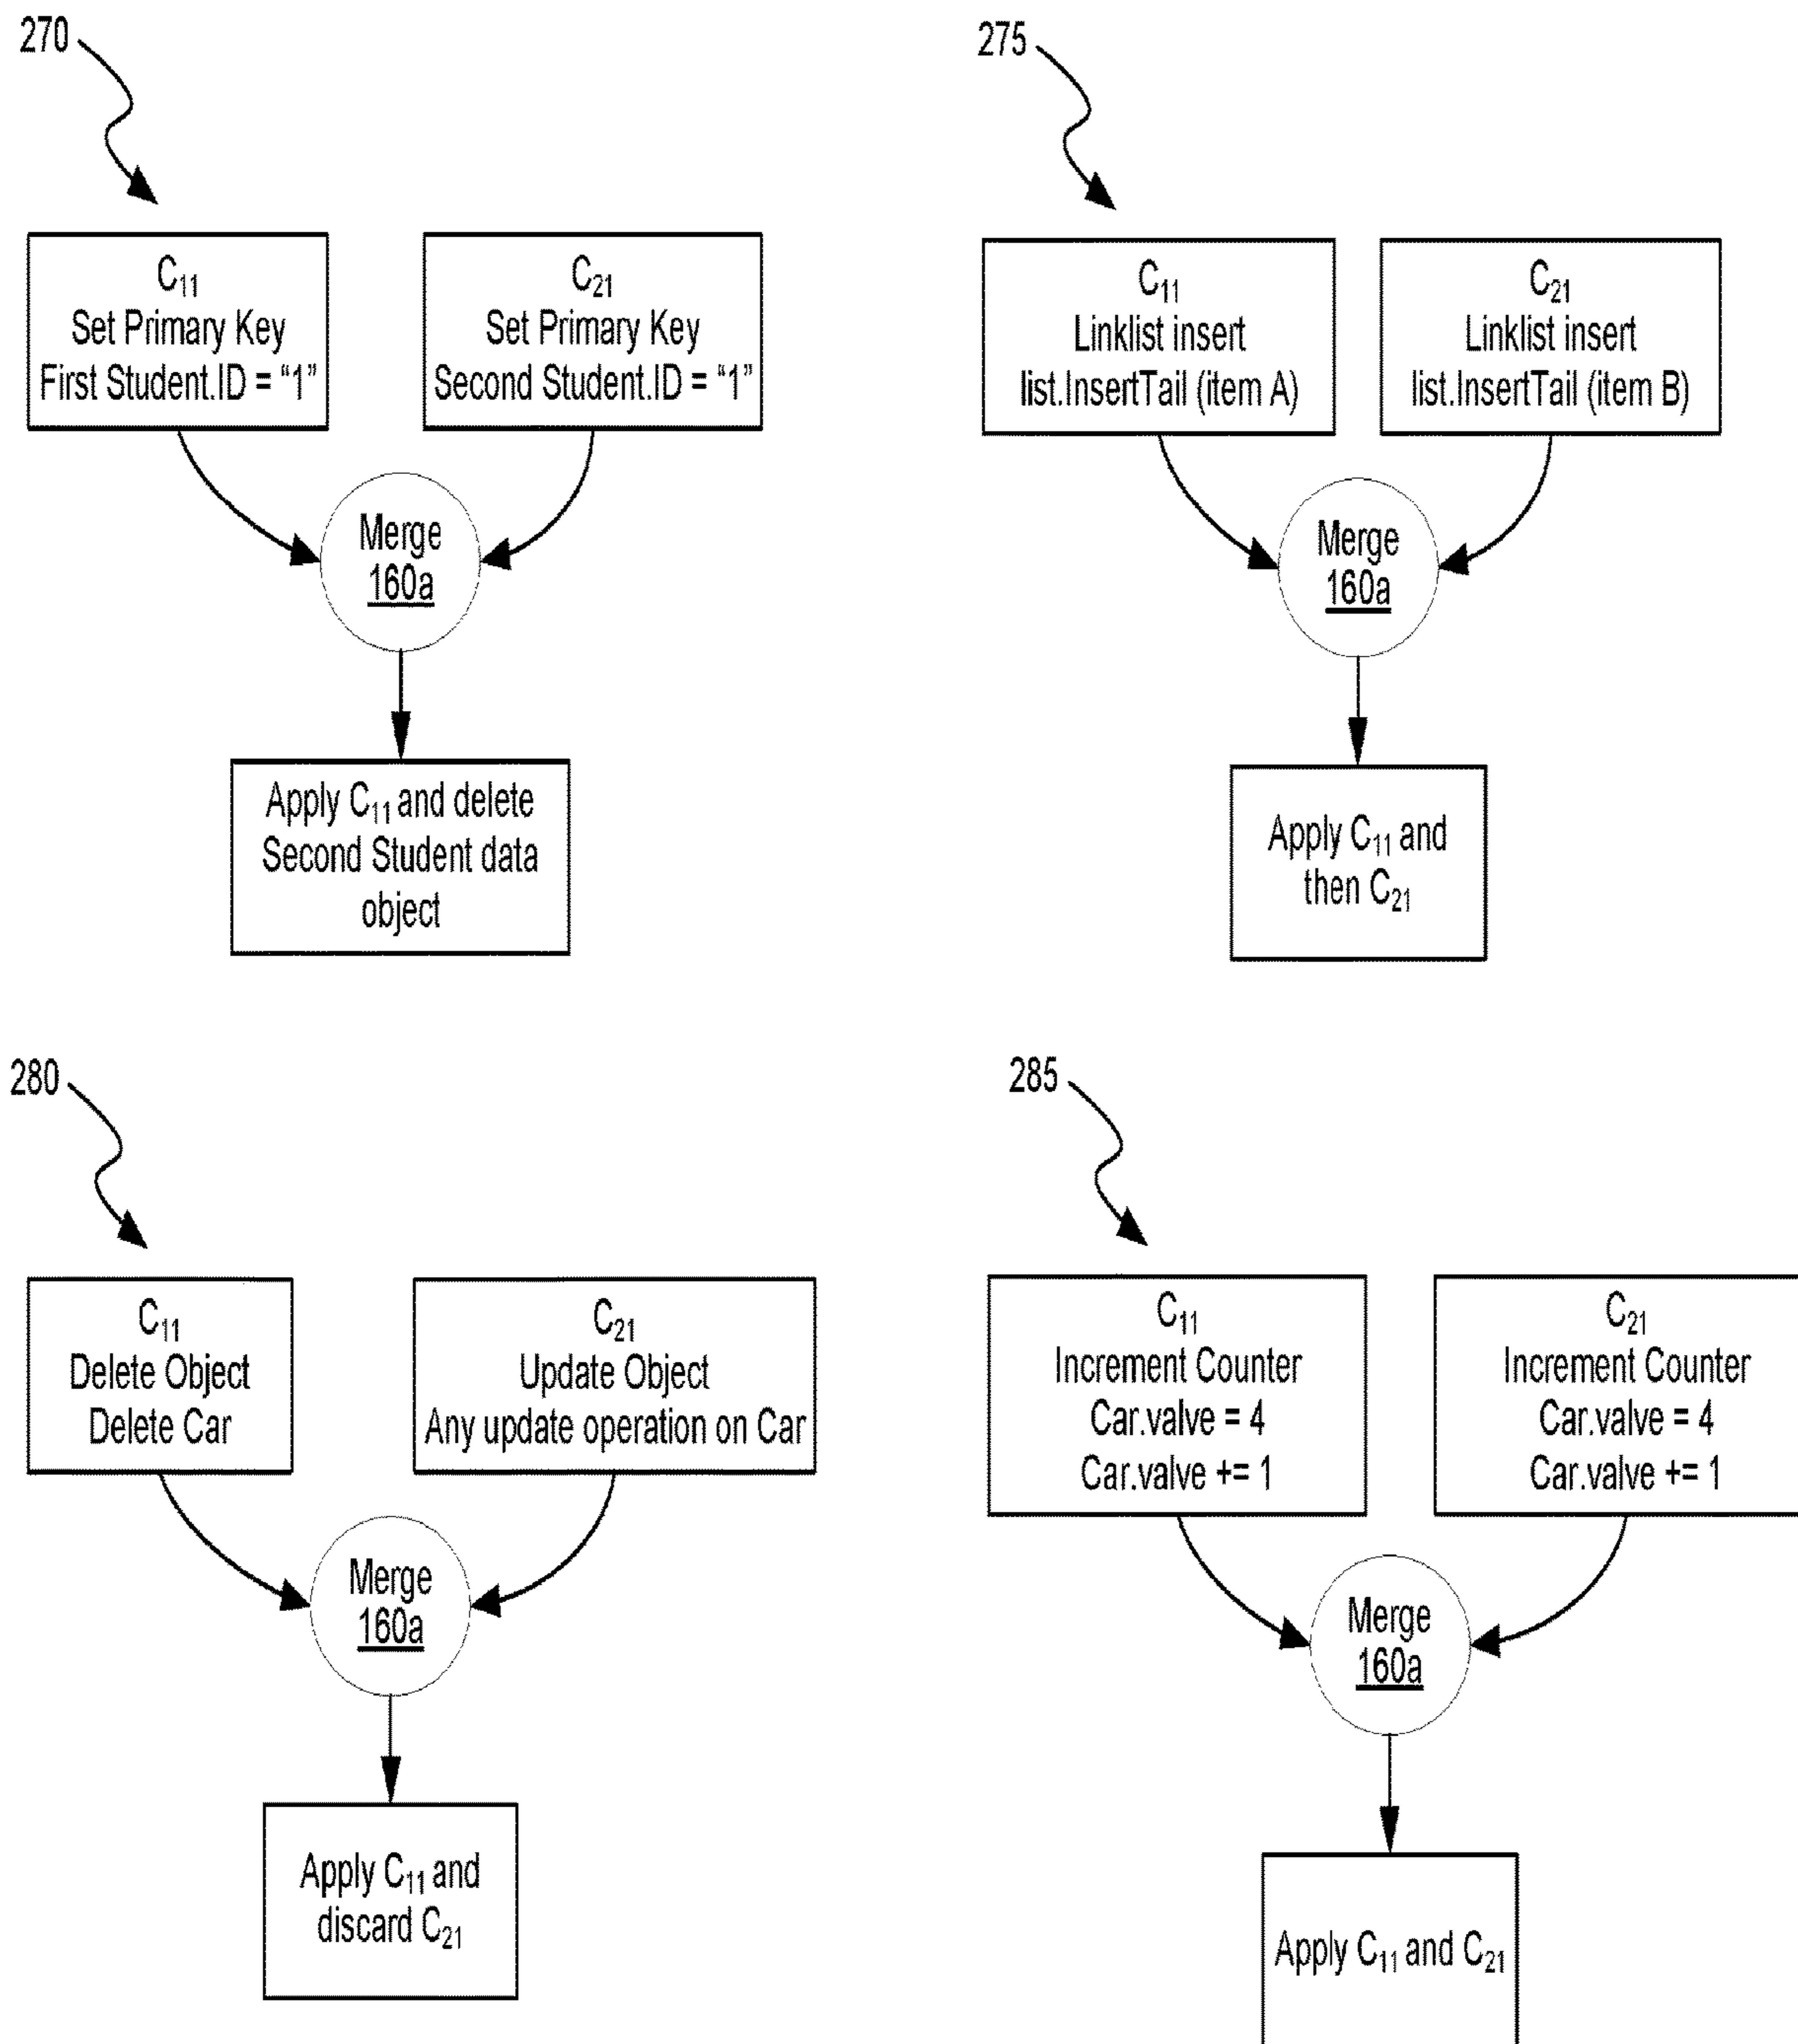 270
C₁₁
Set Primary Key
First Student.ID = “1”
C₂₁
Set Primary Key
Second Student.ID = “1”
Merge
160a
Apply C₁₁ and delete
Second Student data
object
275
C₁₁
Linklist insert
list.InsertTail (item A)
C₂₁
Linklist insert
list.InsertTail (item B)
Merge
160a
Apply C₁₁ and
then C₂₁
280
C₁₁
Delete Object
Delete Car
C₂₁
Update Object
Any update operation on Car
Merge
160a
Apply C₁₁ and
discard C₂₁
285
C₁₁
Increment Counter
Car.valve = 4
Car.valve += 1
C₂₁
Increment Counter
Car.valve = 4
Car.valve += 1
Merge
160a
Apply C₁₁ and C₂₁